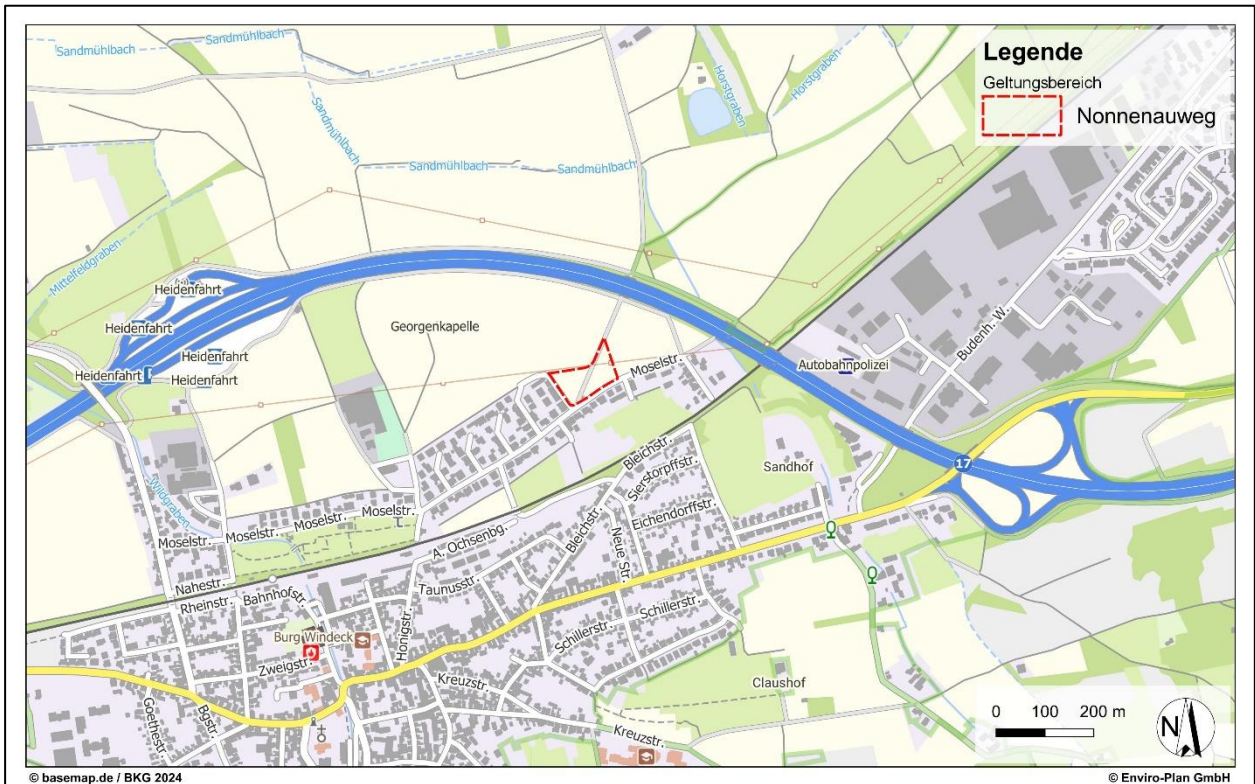 Sandmühlbach
Sandmühlbach
Sandmühlbach
Sandmühlbach
Sandmühlbach
Horstgraben
Horstgraben
Legende
Geltungsbereich
Nonnenauweg
Mittelfeldgraben
Heidenfahrt
Heidenfahrt
Heidenfahrt
Heidenfahrt
Heidenfahrt
Georgenkapelle
Moselstr.
Autobahnpolizei
Budenh. W.
Wildgraben
Moselstr.
Moselstr.
Moselstr.
Moselstr.
Bleichstr.
Sierstorpffstr.
Sandhof
17
Eichendorffstr.
Nahestr.
A. Ochsenbg.
Bleichstr.
Neue Str.
Rheinstr.
Bahnhofstr.
Taunusstr.
Honigstr.
Schillerstr.
Schillerstr.
Burg Windeck
Zweigstr.
Kreuzstr.
Claushof
Goethestr.
Bgstr.
Kreuzstr.
0 100 200 m
N
© basemap.de / BKG 2024
© Enviro-Plan GmbH